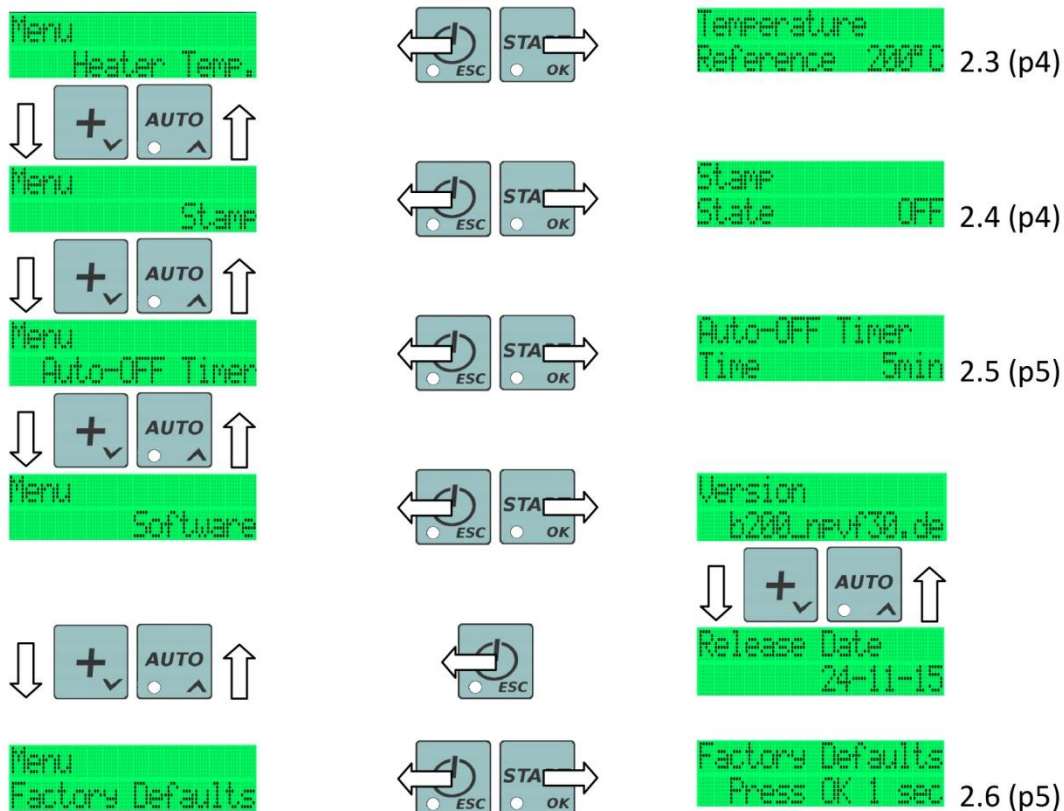 Menu
Heater Temp.
ESC
STA
OK
Temperature
Reference 200°C
2.3 (p4)
+
AUTO
Menu
Stamp
ESC
STA
OK
Stamp
State OFF
2.4 (p4)
+
AUTO
Menu
Auto-OFF Timer
ESC
STA
OK
Auto-OFF Timer
Time 5min
2.5 (p5)
+
AUTO
Menu
Software
ESC
STA
OK
Version
+
AUTO
+
AUTO
ESC
Release Date
24-11-15
Menu
Factory Defaults
ESC
STA
OK
Factory Defaults
Press OK 1 sec
2.6 (p5)